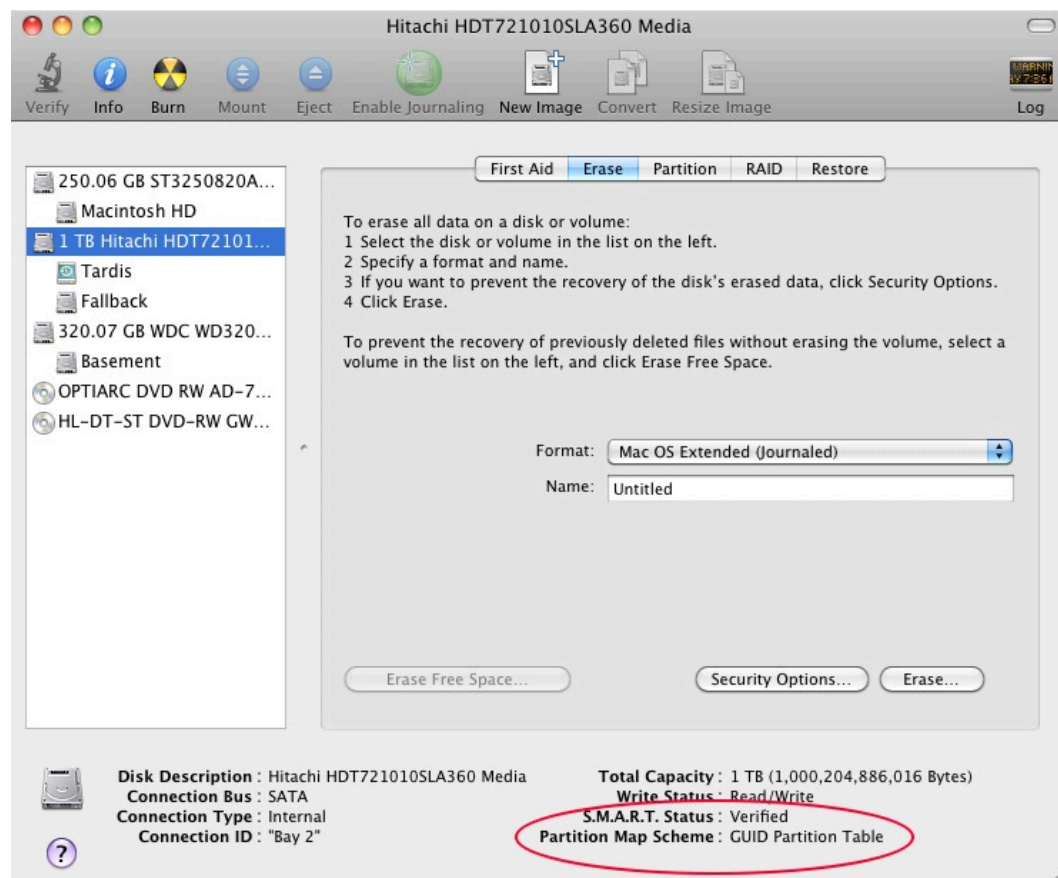 Hitachi HDT721010SLA360 Media
Verify Info Burn Mount Eject Enable Journaling New Image Convert Resize Image Log
250.06 GB ST3250820A...
Macintosh HD
1 TB Hitachi HDT72101...
Tardis
Fallback
320.07 GB WDC WD320...
Basement
OPTIARC DVD RW AD-7...
HL-DT-ST DVD-RW GW...
First Aid Erase Partition RAID Restore
To erase all data on a disk or volume:
1 Select the disk or volume in the list on the left.
2 Specify a format and name.
3 If you want to prevent the recovery of the disk's erased data, click Security Options.
4 Click Erase.
To prevent the recovery of previously deleted files without erasing the volume, select a
volume in the list on the left, and click Erase Free Space.
Format: Mac OS Extended (Journaled)
Name: Untitled
Erase Free Space... Security Options... Erase...
Disk Description : Hitachi HDT721010SLA360 Media
Connection Bus : SATA
Connection Type : Internal
Connection ID : "Bay 2"
Total Capacity : 1 TB (1,000,204,886,016 Bytes)
Write Status : Read/Write
S.M.A.R.T. Status : Verified
Partition Map Scheme : GUID Partition Table
?